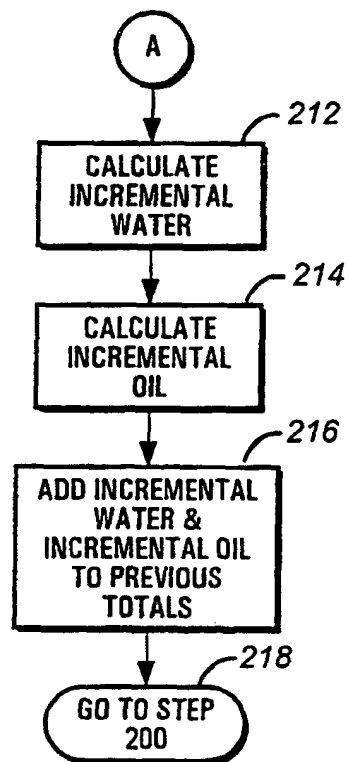 A
212
CALCULATE
INCREMENTAL
WATER
214
CALCULATE
INCREMENTAL
OIL
216
ADD INCREMENTAL
WATER &
INCREMENTAL OIL
TO PREVIOUS
TOTALS
218
GO TO STEP
200